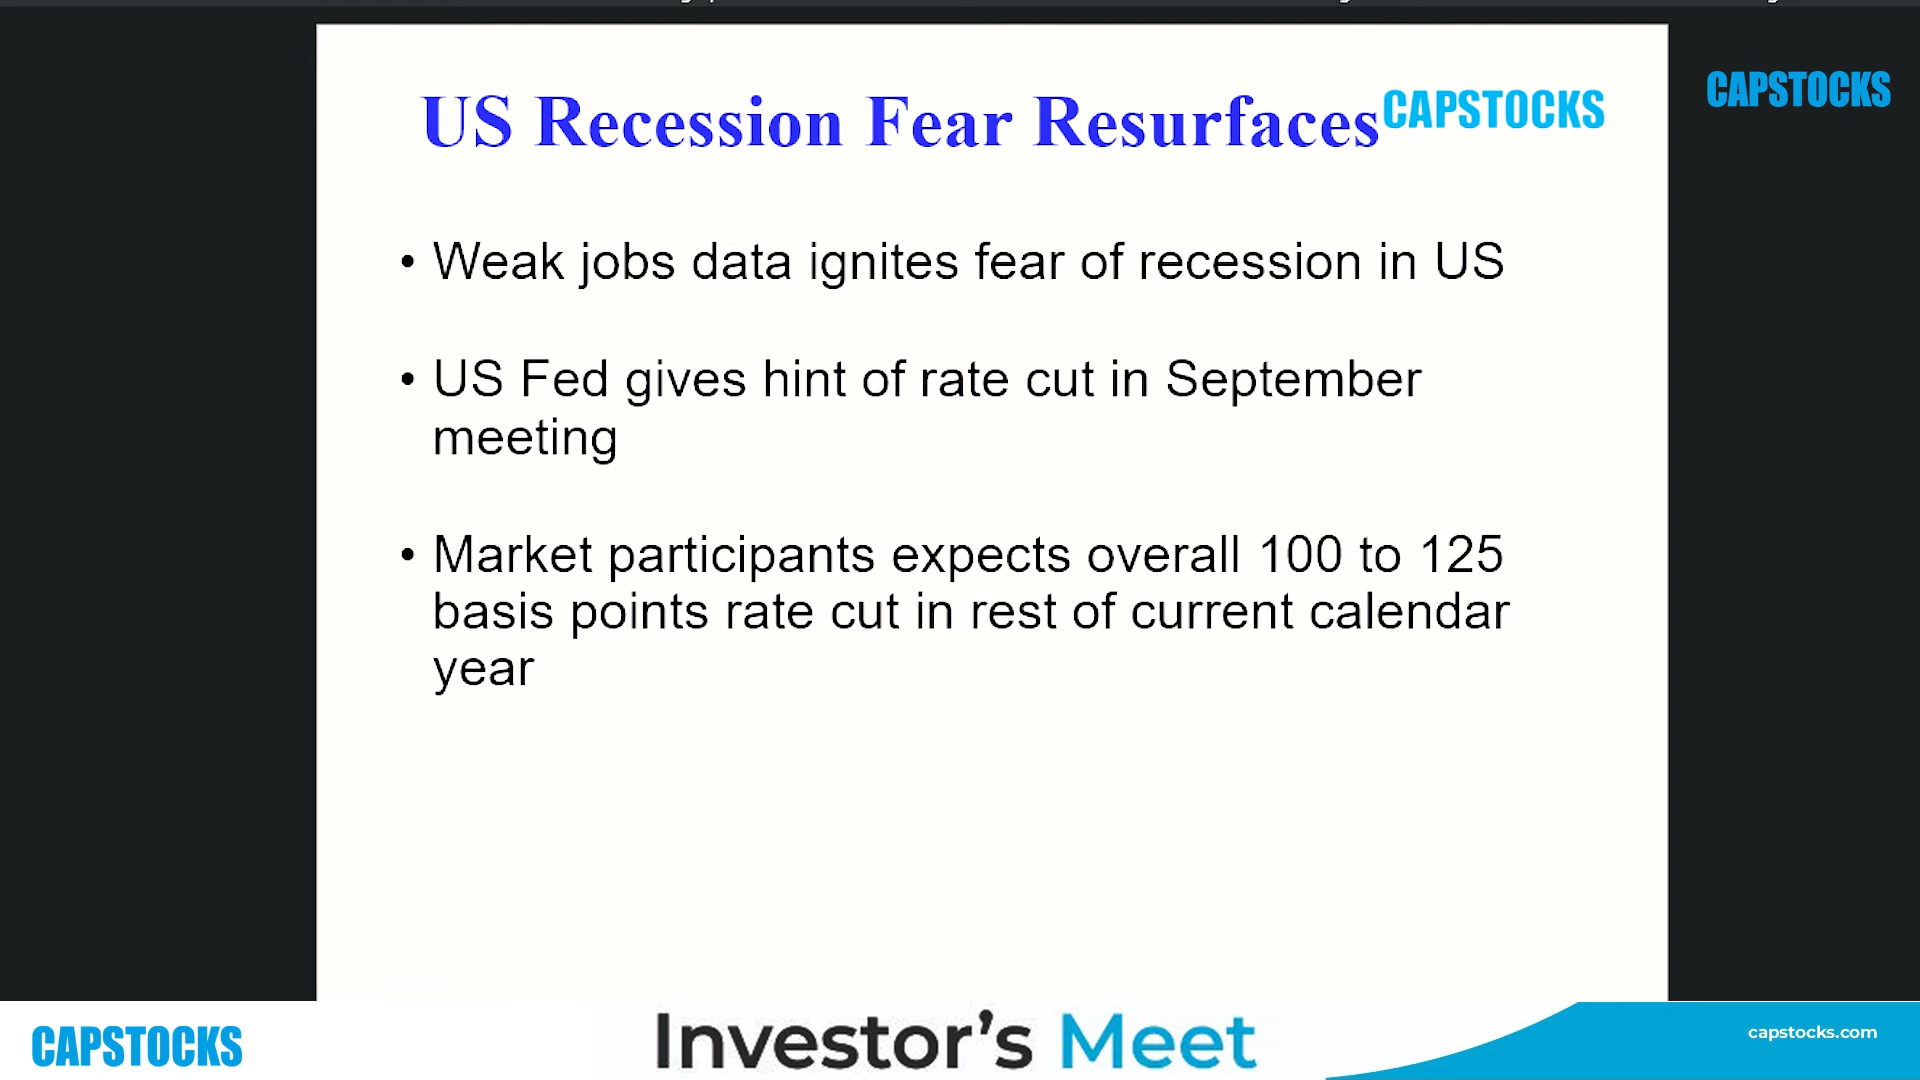 US Recession Fear Resurfaces
CAPSTOCKS
CAPSTOCKS
• Weak jobs data ignites fear of recession in US
• US Fed gives hint of rate cut in September
meeting
• Market participants expects overall 100 to 125
basis points rate cut in rest of current calendar
year
CAPSTOCKS
Investor's Meet
capstocks.com